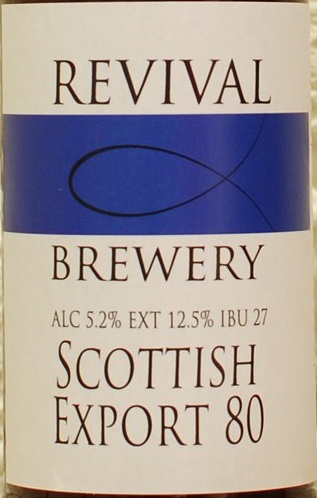 REVIVAL
BREWERY
ALC 5.2% EXT 12.5% IBU 27
SCOTTISH
EXPORT 80